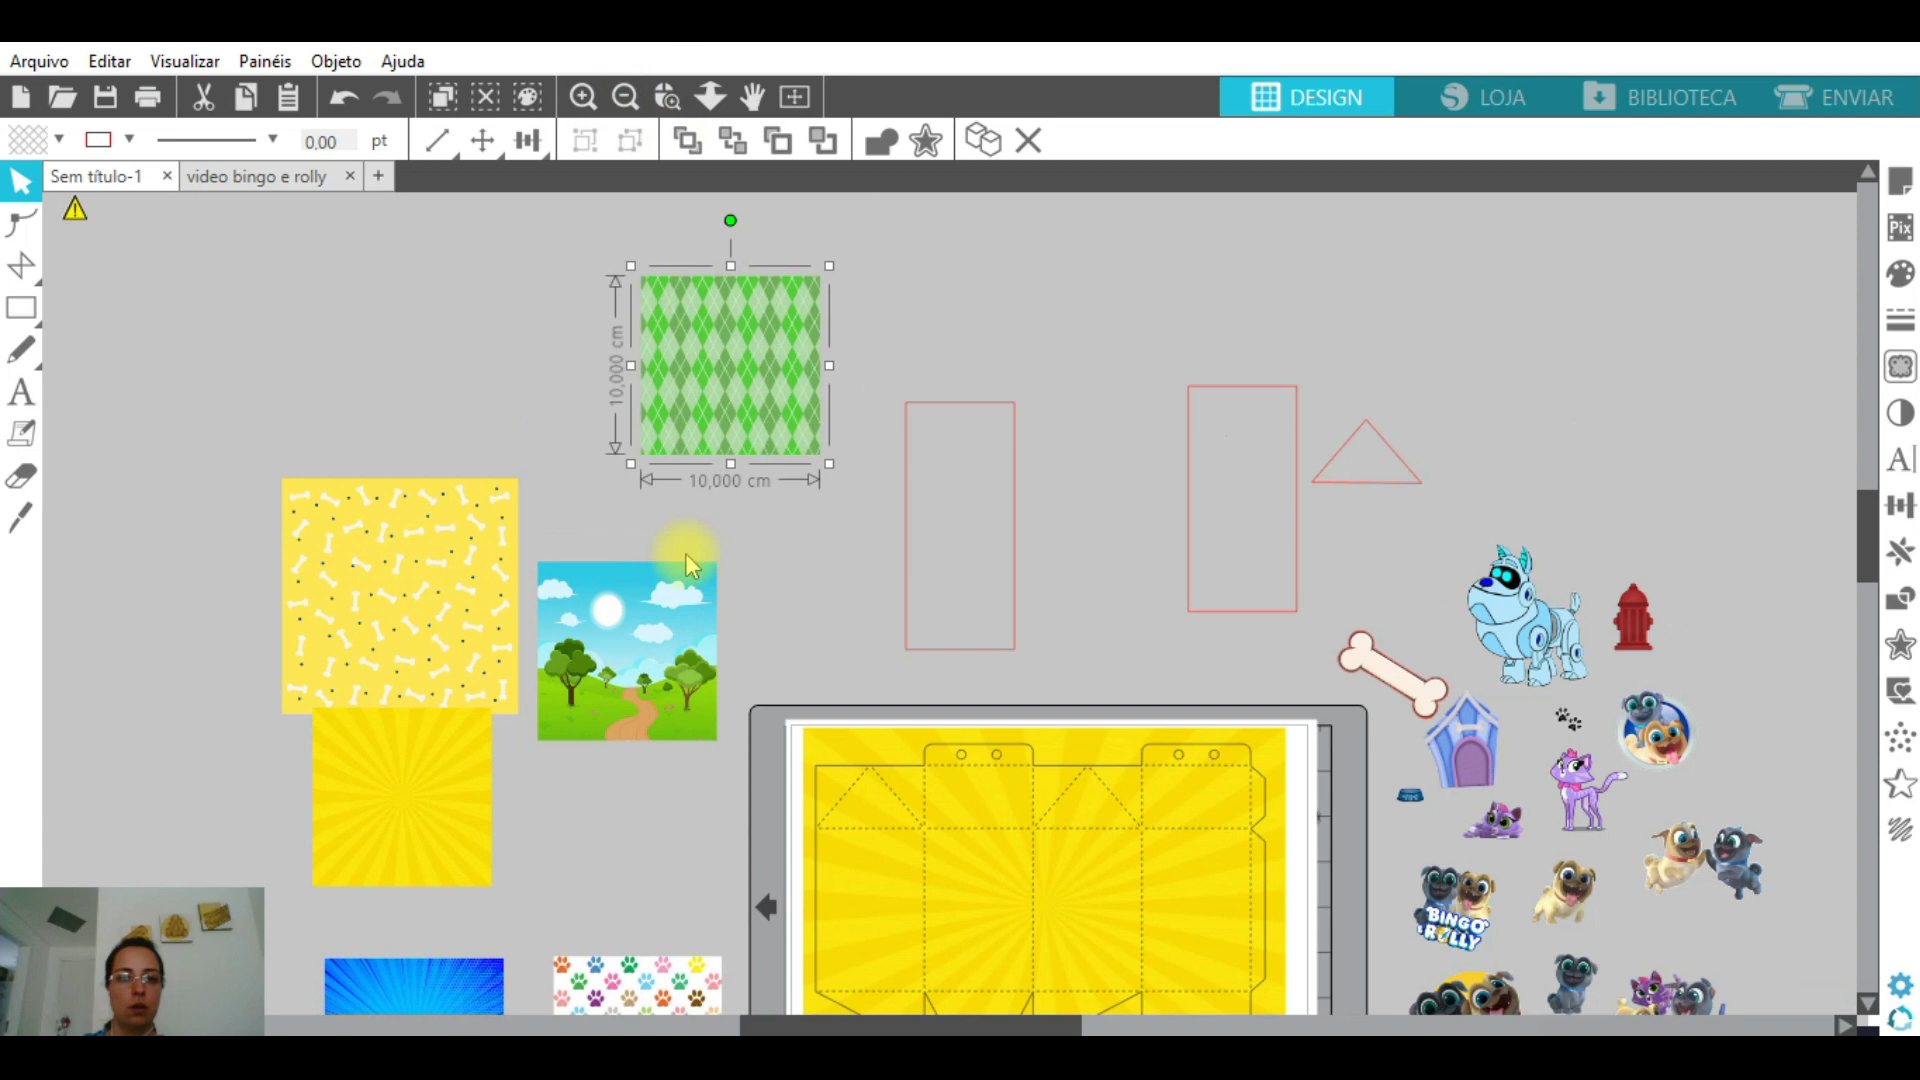 Arquivo Editar Visualizar Painéis Objeto Ajuda
DESIGN LOJA BIBLIOTECA ENVIAR
0,00 pt
Sem título-1 video bingo e rolly
Pix
10,000 cm
10,000 cm
BINGO
ROLLY